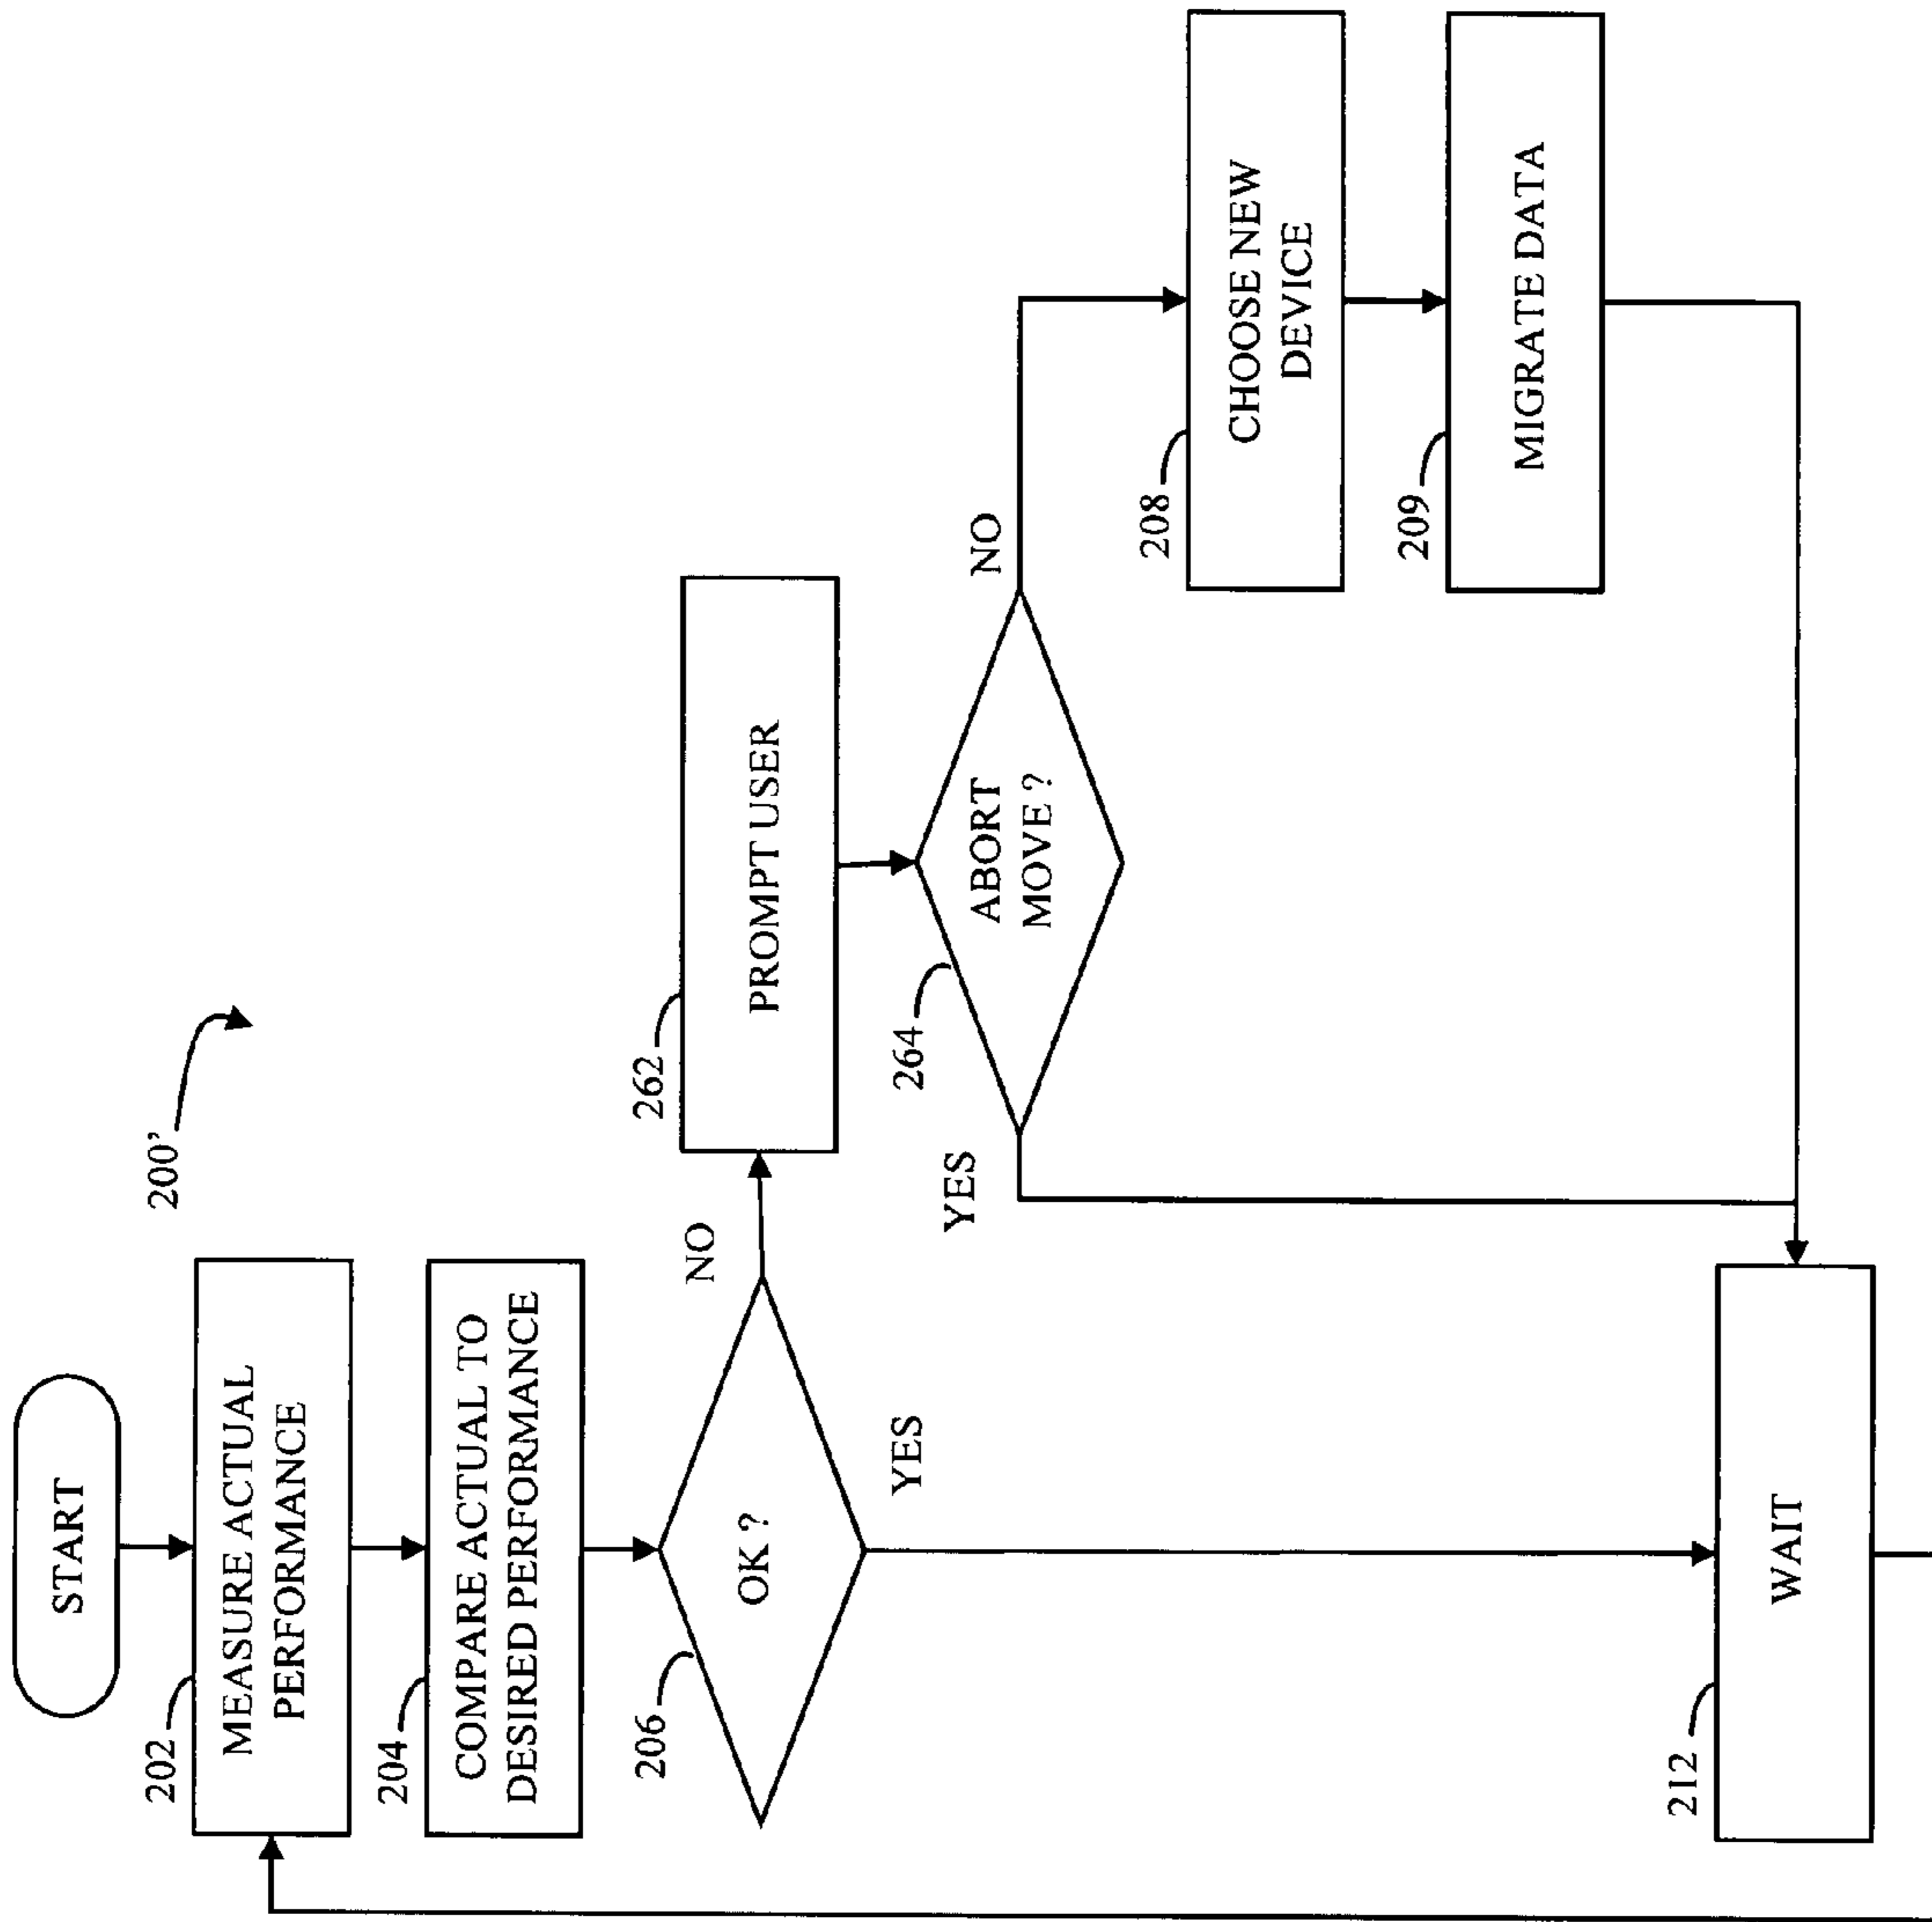 200’
START
202
MEASURE ACTUAL
PERFORMANCE
204
COMPARE ACTUAL TO
DESIRED PERFORMANCE
206
OK ?
NO
YES
262
PROMPT USER
264
ABORT
MOVE ?
YES
NO
208
CHOOSE NEW
DEVICE
209
MIGRATE DATA
212
WAIT